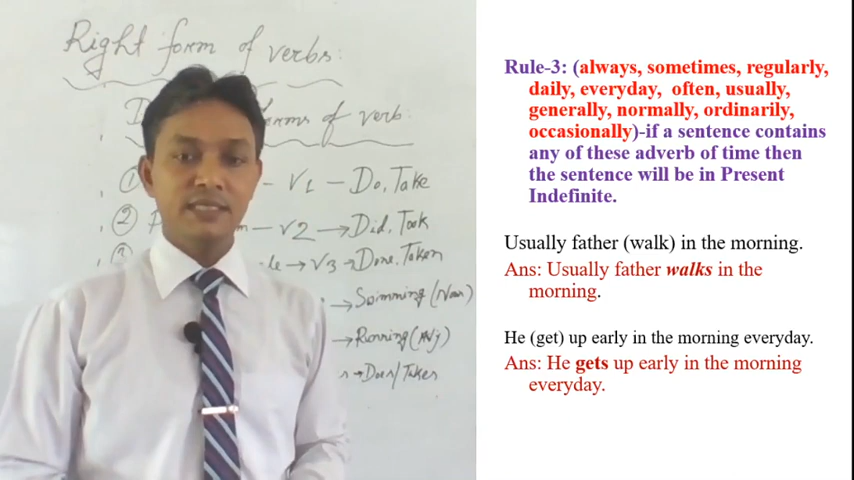 Right form of verbs:
forms of verb:
① – V1 – Do, Take
② – V2 → Did, Took
→ V3 → Done, Taken
→ Swimming (Noun)
→ Running (Adj)
→ Does/Takes
Rule-3: (always, sometimes, regularly,
daily, everyday, often, usually,
generally, normally, ordinarily,
occasionally)-if a sentence contains
any of these adverb of time then
the sentence will be in Present
Indefinite.
Usually father (walk) in the morning.
Ans: Usually father walks in the
morning.
He (get) up early in the morning everyday.
Ans: He gets up early in the morning
everyday.